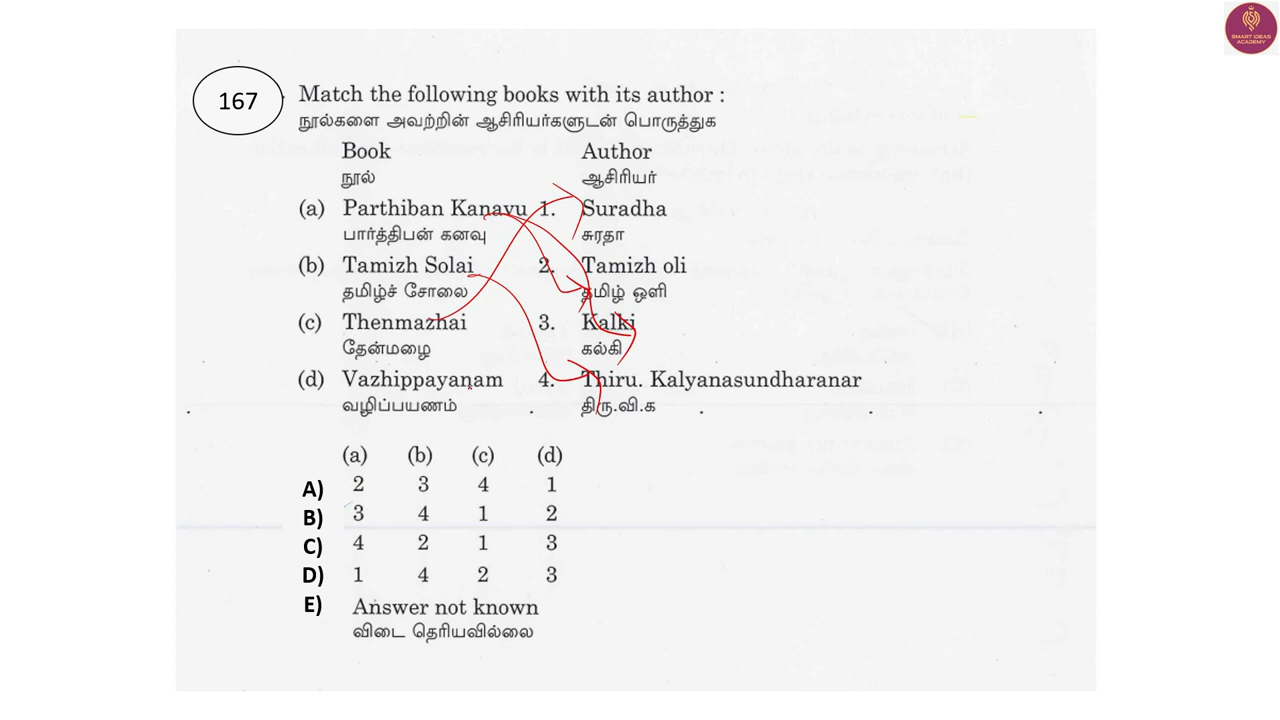 SMART IDEAS
ACADEMY
167
Match the following books with its author :
நூல்களை அவற்றின் ஆசிரியர்களுடன் பொருத்துக
Book Author
நூல் ஆசிரியர்
(a) Parthiban Kanavu 1. Suradha
பார்த்திபன் கனவு சுரதா
(b) Tamizh Solai 2. Tamizh oli
தமிழ்ச் சோலை தமிழ் ஒளி
(c) Thenmazhai 3. Kalki
தேன்மழை கல்கி
(d) Vazhippayanam 4. Thiru. Kalyanasundharanar
வழிப்பயணம் திரு.வி.க
(a) (b) (c) (d)
A) 2 3 4 1
B) 3 4 1 2
C) 4 2 1 3
D) 1 4 2 3
E) Answer not known
விடை தெரியவில்லை